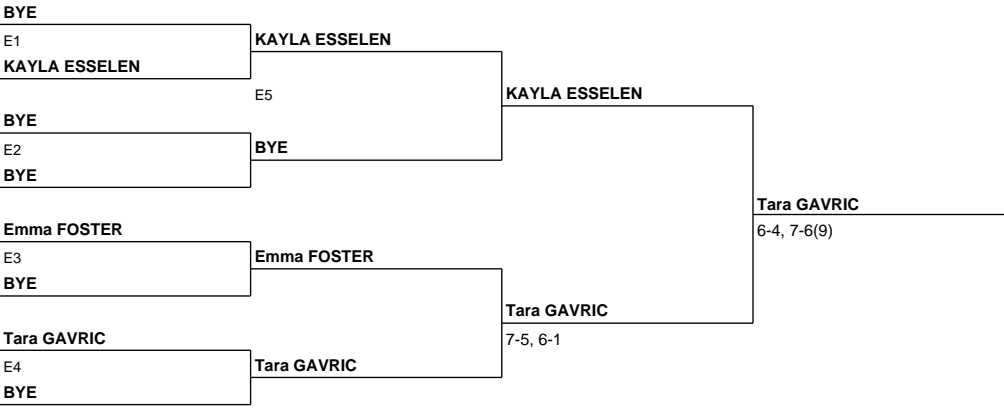 BYE
E1
KAYLA ESSELEN
KAYLA ESSELEN
E5
KAYLA ESSELEN
BYE
E2
BYE
BYE
Tara GAVRIC
6-4, 7-6(9)
Emma FOSTER
E3
Emma FOSTER
BYE
Tara GAVRIC
7-5, 6-1
Tara GAVRIC
E4
Tara GAVRIC
BYE